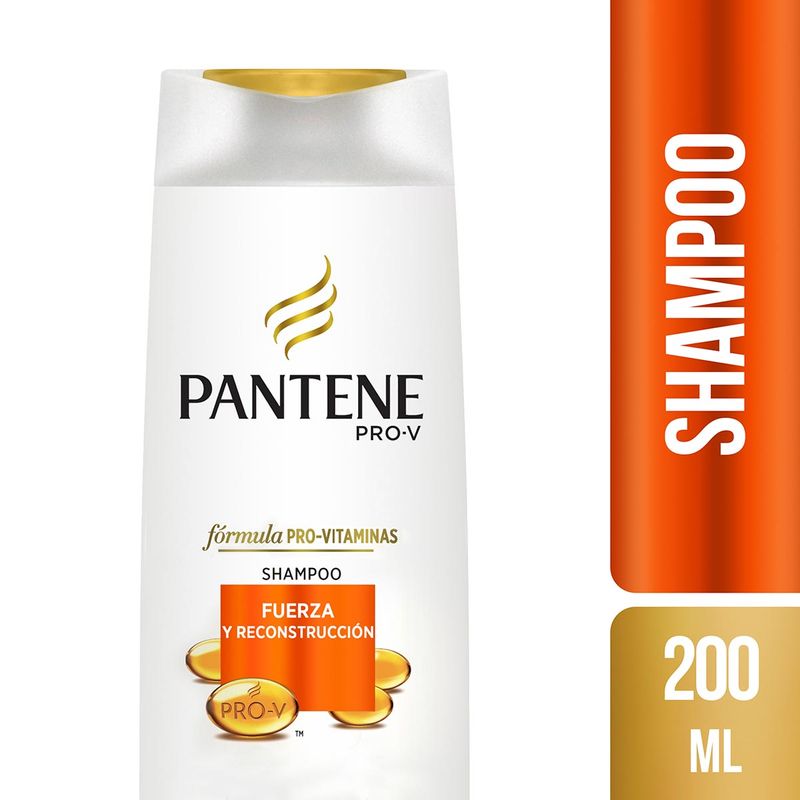 PANTENE
PRO-V
fórmula PRO-VITAMINAS
SHAMPOO
FUERZA
Y RECONSTRUCCIÓN
PRO-V
TM
SHAMPOO
200
ML